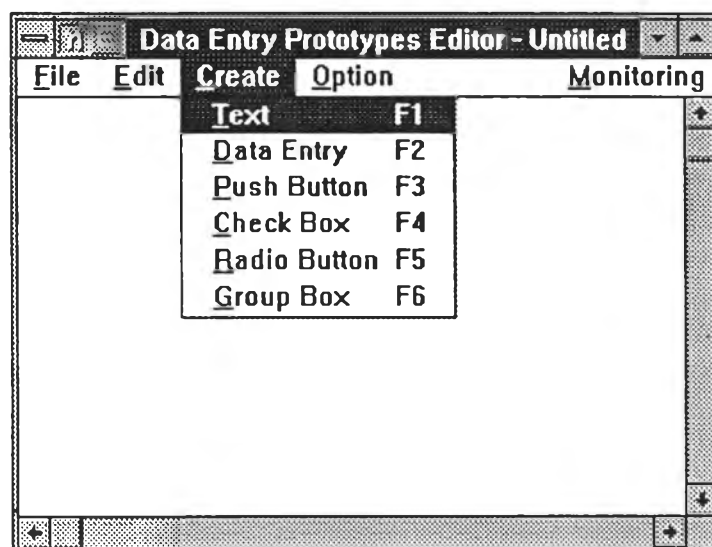 Data Entry Prototypes Editor - Untitled
File Edit Create Option Monitoring
Text F1
Data Entry F2
Push Button F3
Check Box F4
Radio Button F5
Group Box F6